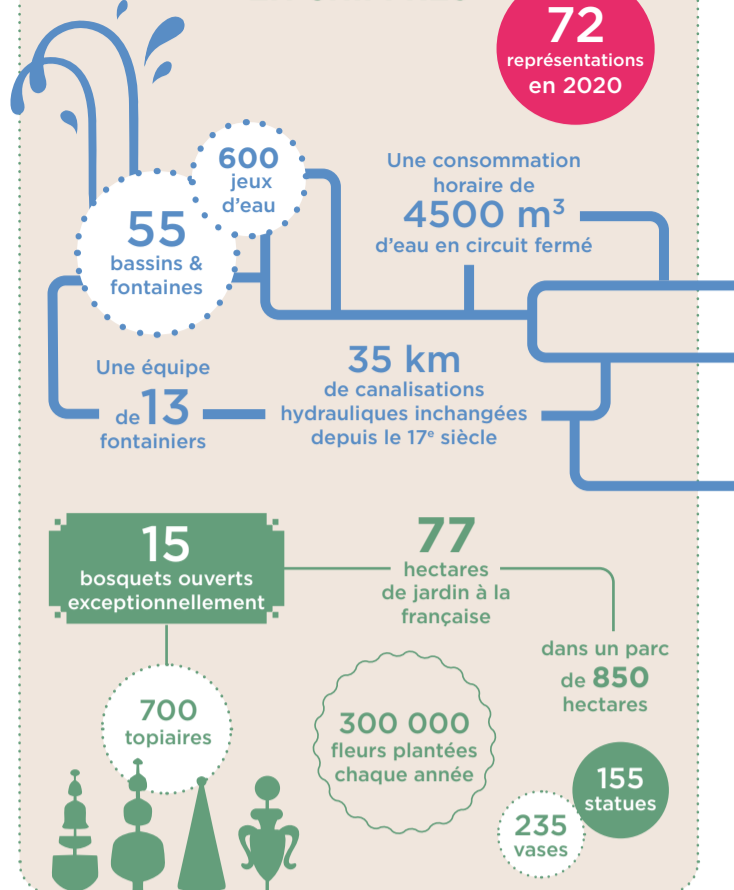 72
représentations
en 2020
600
jeux
d'eau
55
bassins &
fontaines
Une consommation
horaire de
4500 m³
d'eau en circuit fermé
Une équipe
de 13
fontainiers
35 km
de canalisations
hydrauliques inchangées
depuis le 17ᵉ siècle
15
bosquets ouverts
exceptionnellement
77
hectares
de jardin à la
française
dans un parc
de 850
hectares
700
topiaires
300 000
fleurs plantées
chaque année
155
statues
235
vases